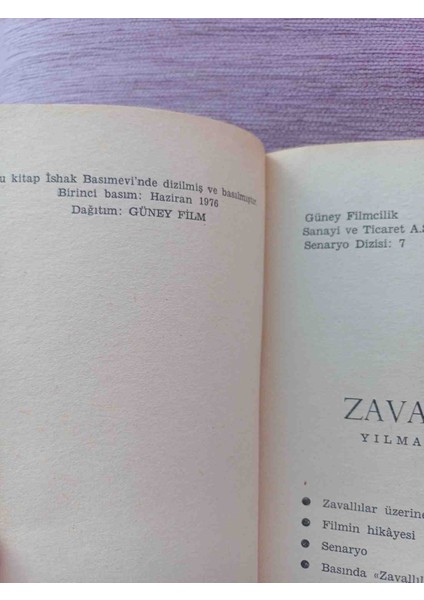 u kitap İshak Basımevi'nde dizilmiş ve basılmıştır.
Birinci basım: Haziran 1976
Dağıtım: GÜNEY FİLM
Güney Filmcilik
Sanayi ve Ticaret A.Ş
Senaryo Dizisi: 7
ZAVA
YILMA
Zavallılar üzerine
Filmin hikâyesi
Senaryo
Basında «Zavallıl